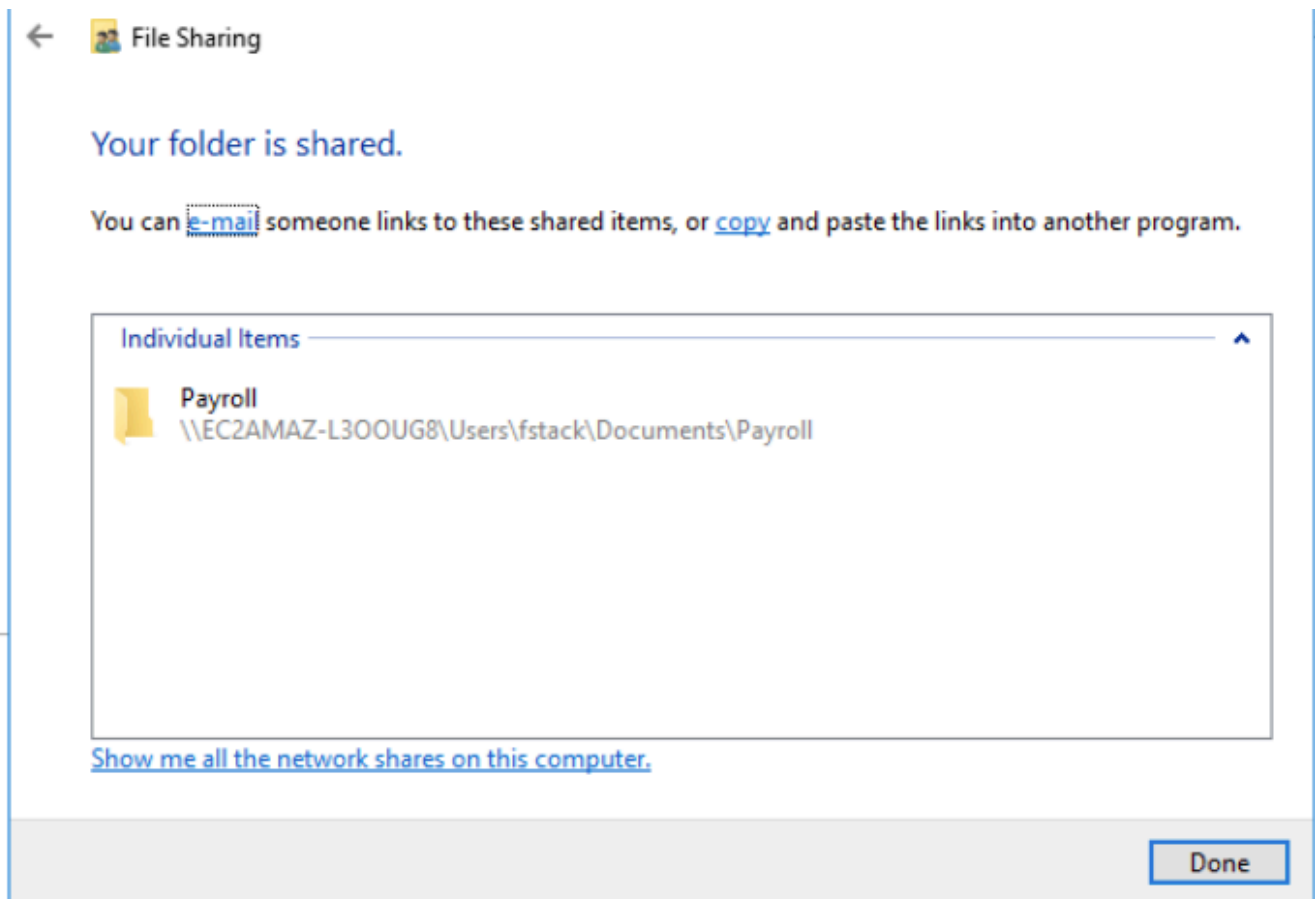 File Sharing
Your folder is shared.
You can e-mail someone links to these shared items, or copy and paste the links into another program.
Individual Items
Payroll
\\EC2AMAZ-L3OOUG8\Users\fstack\Documents\Payroll
Show me all the network shares on this computer.
Done